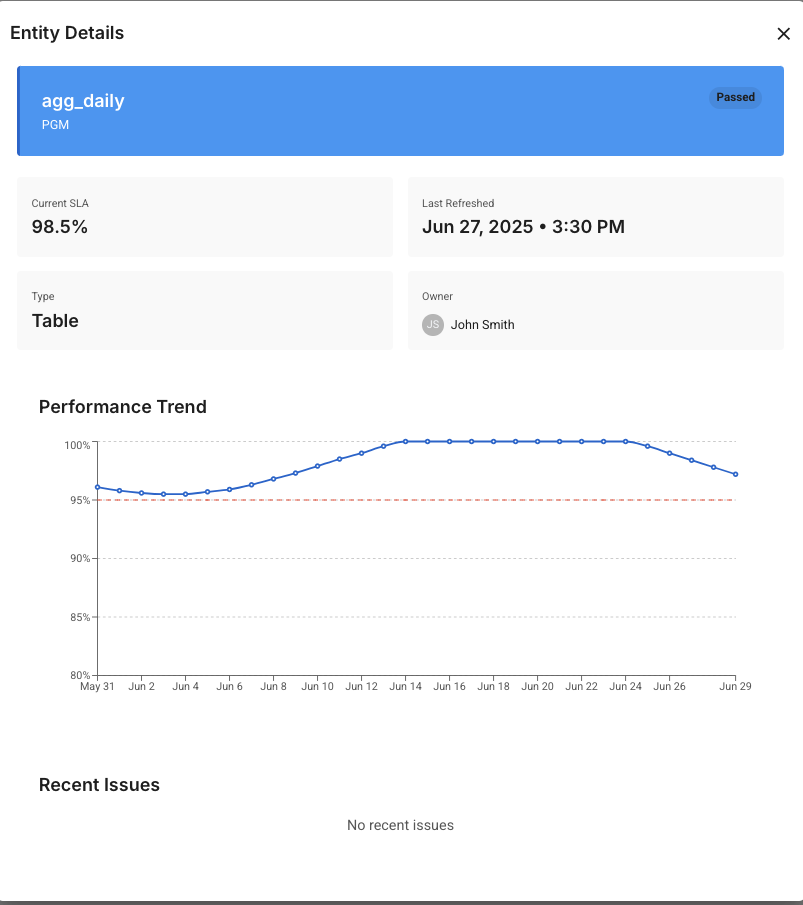 Entity Details
agg_daily
Passed
PGM
Current SLA
98.5%
Last Refreshed
Jun 27, 2025 • 3:30 PM
Type
Table
Owner
JS John Smith
Performance Trend
100%
95%
90%
85%
80%
May 31 Jun 2 Jun 4 Jun 6 Jun 8 Jun 10 Jun 12 Jun 14 Jun 16 Jun 18 Jun 20 Jun 22 Jun 24 Jun 26 Jun 29
Recent Issues
No recent issues